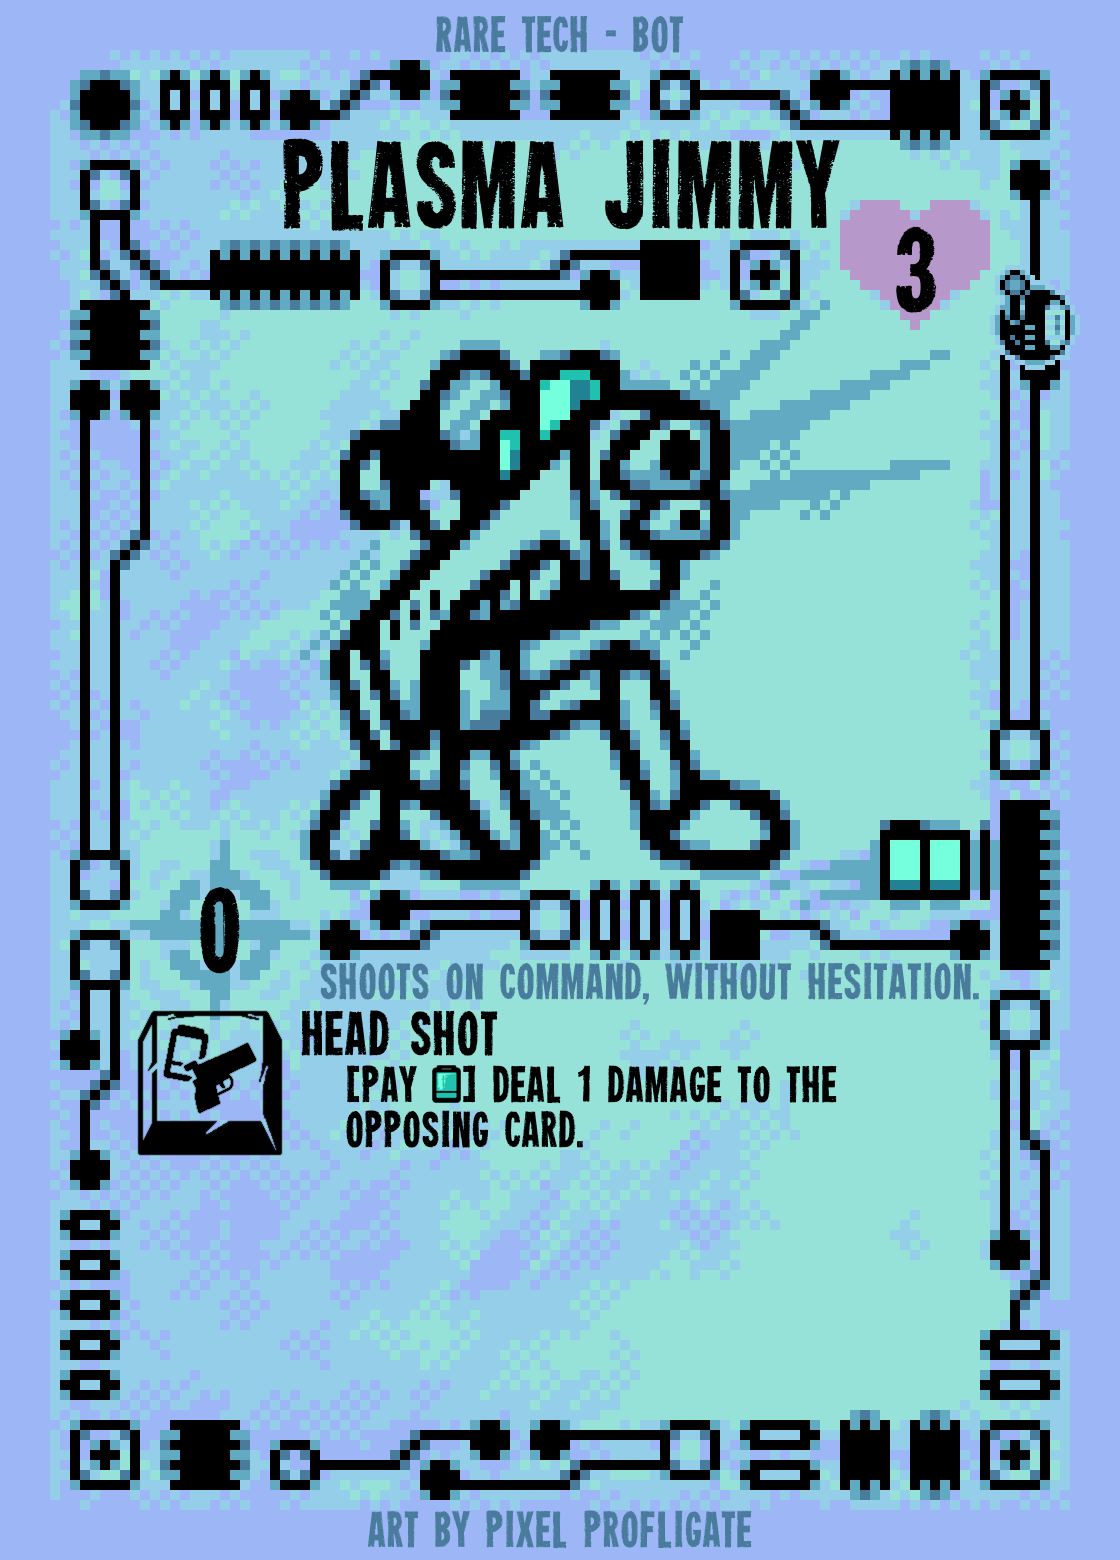 RARE TECH - BOT
PLASMA JIMMY
3
0
SHOOTS ON COMMAND, WITHOUT HESITATION.
HEAD SHOT
[PAY ] DEAL 1 DAMAGE TO THE
OPPOSING CARD.
ART BY PIXEL PROFLIGATE